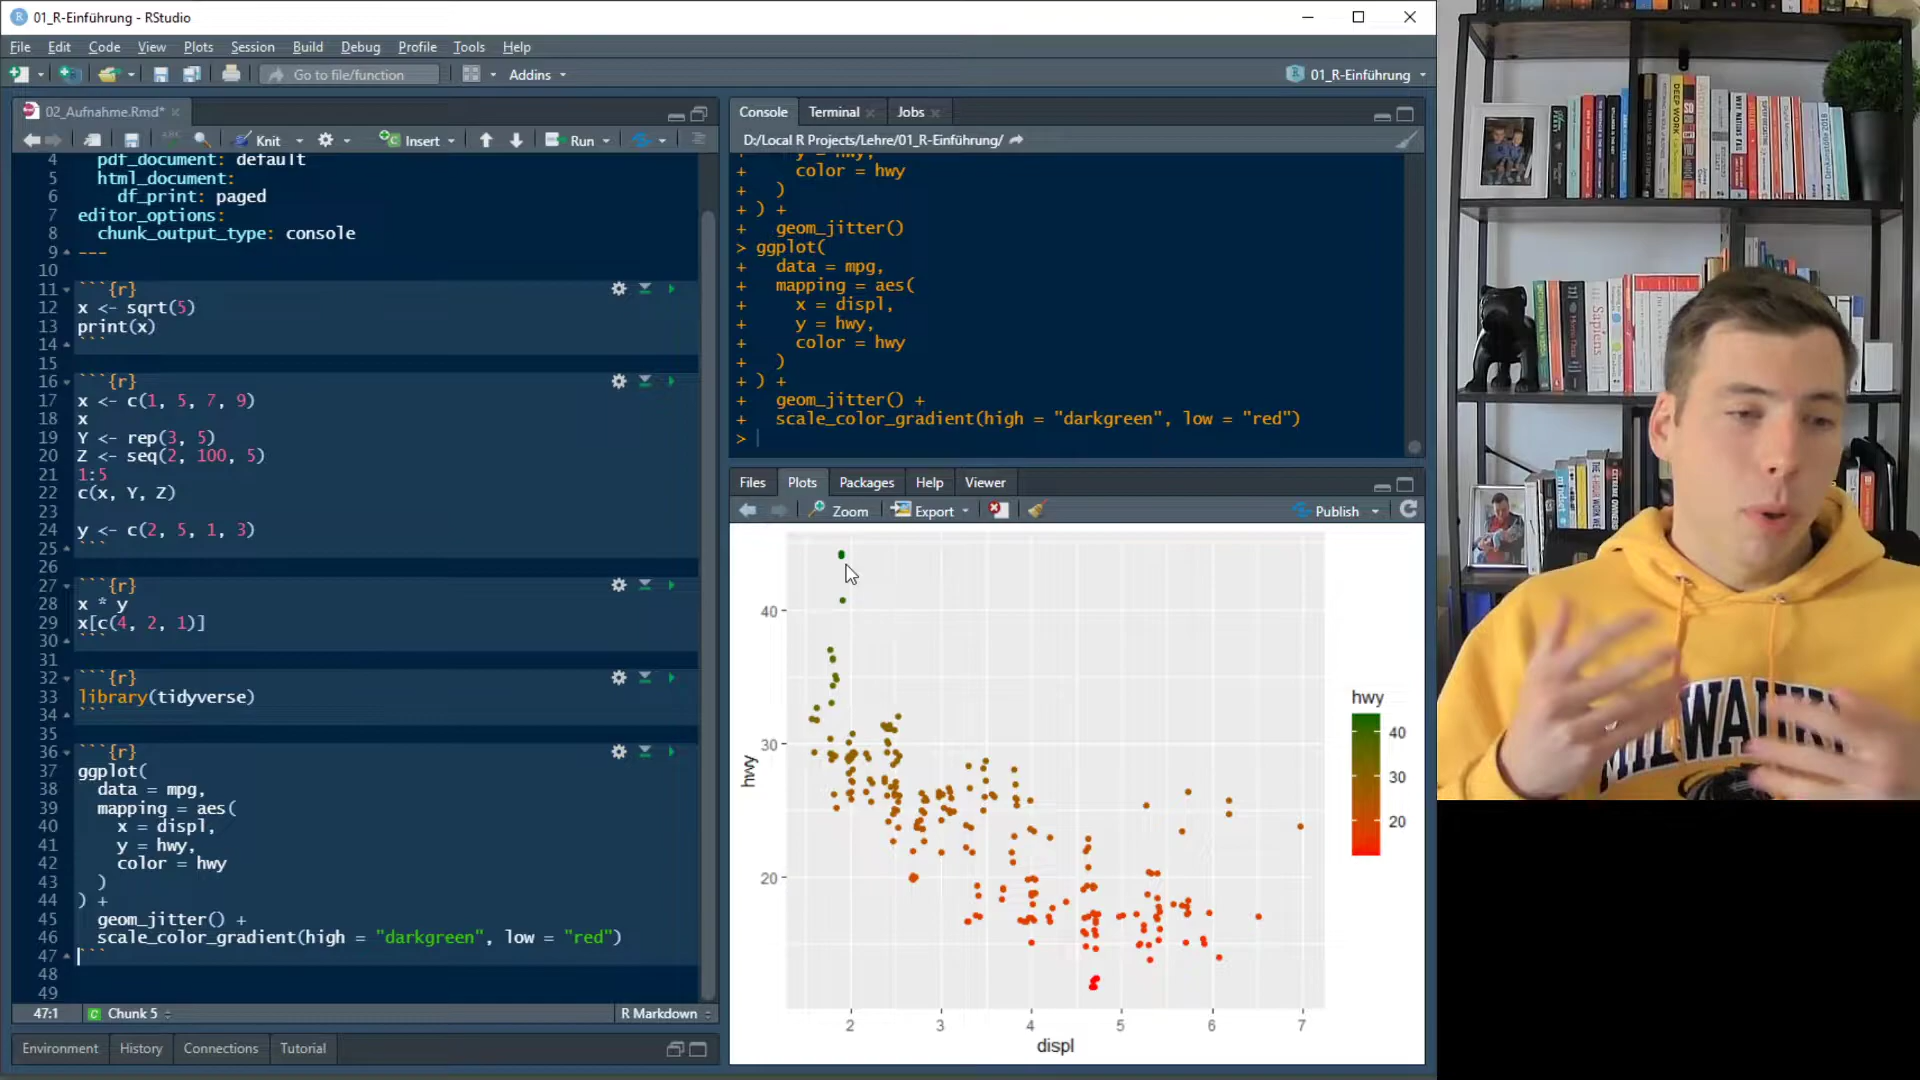 01_R-Einführung - RStudio
File Edit Code View Plots Session Build Debug Profile Tools Help
Go to file/function
Addins
01_R-Einführung
02_Aufnahme.Rmd*
Knit
Insert
Run
4 pdf_document: default
5 html_document:
6 df_print: paged
7 editor_options:
8 chunk_output_type: console
9 ---
10
11 ```{r}
12 x <- sqrt(5)
13 print(x)
14 ```
15
16 ```{r}
17 x <- c(1, 5, 7, 9)
18 x
19 Y <- rep(3, 5)
20 Z <- seq(2, 100, 5)
21 1:5
22 c(x, Y, Z)
23
24 y <- c(2, 5, 1, 3)
25 ```
26
27 ```{r}
28 x * y
29 x[c(4, 2, 1)]
30 ```
31
32 ```{r}
33 library(tidyverse)
34 ```
35
36 ```{r}
37 ggplot(
38 data = mpg,
39 mapping = aes(
40 x = displ,
41 y = hwy,
42 color = hwy
43 )
44 ) +
45 geom_jitter() +
46 scale_color_gradient(high = "darkgreen", low = "red")
47 ```
48
49
47:1 Chunk 5 R Markdown
Environment History Connections Tutorial
Console Terminal Jobs
D:/Local R Projects/Lehre/01_R-Einführung/
+ y = hwy,
+ color = hwy
+ )
+ ) +
+ geom_jitter()
> ggplot(
+ data = mpg,
+ mapping = aes(
+ x = displ,
+ y = hwy,
+ color = hwy
+ )
+ ) +
+ geom_jitter() +
+ scale_color_gradient(high = "darkgreen", low = "red")
>
Files Plots Packages Help Viewer
Zoom Export Publish
40
30
20
hwy
2 3 4 5 6 7
displ
hwy
40
30
20
DEEP WORK
Sapiens